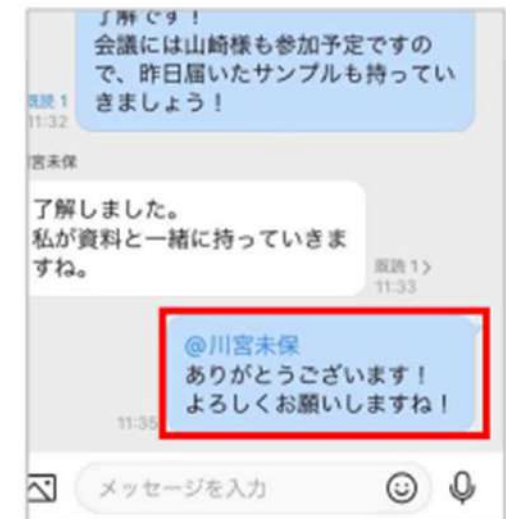 了解です！
会議には山崎様も参加予定ですの
で、昨日届いたサンプルも持ってい
きましょう！
既読 1
11:32
宮未保
了解しました。
私が資料と一緒に持っていきま
すね。
既読 1 >
11:33
@川宮未保
ありがとうございます！
よろしくお願いしますね！
11:35
メッセージを入力